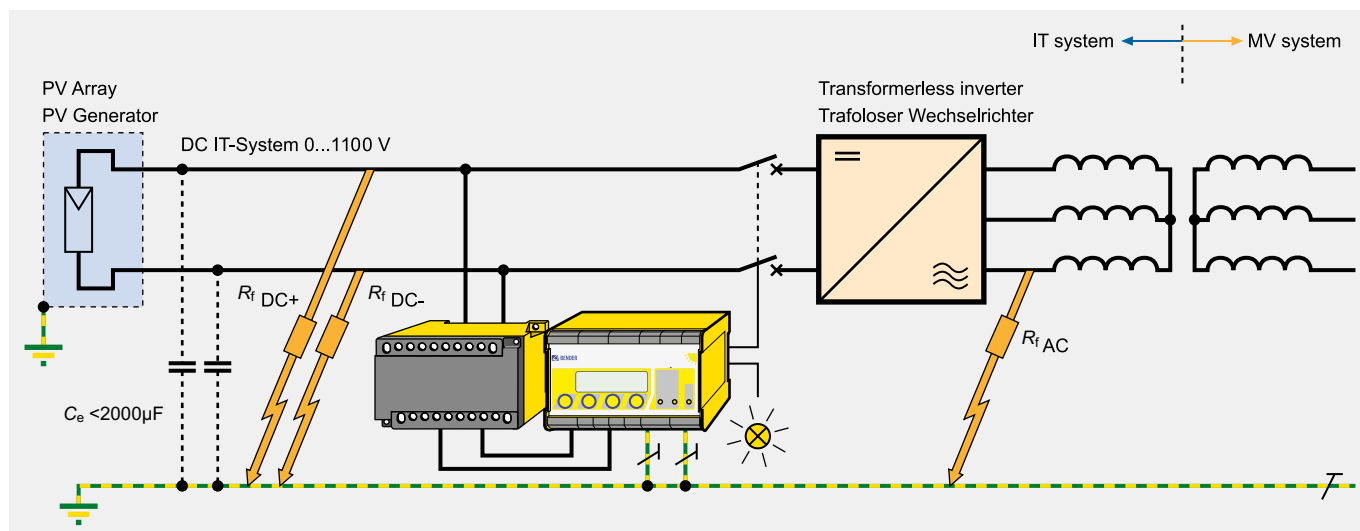 IT system
MV system
PV Array
PV Generator
Transformerless inverter
Trafoloser Wechselrichter
DC IT-System 0...1100 V
Rf DC+
Rf DC-
Rf AC
BENDER
Ce <2000µF